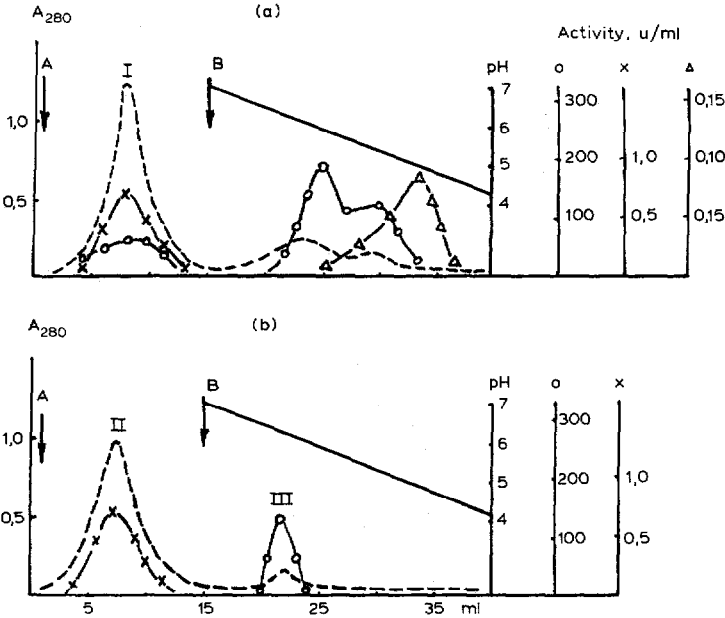 A280 (a)
Activity, u/ml
A I B pH o x Δ
7 300 0,15
1,0 6
5 200 1,0 0,10
0,5 4 100 0,5 0,15
A280 (b)
A II B pH o x
7 300
1,0 6
5 200 1,0
III
0,5 4 100 0,5
5 15 25 35 ml